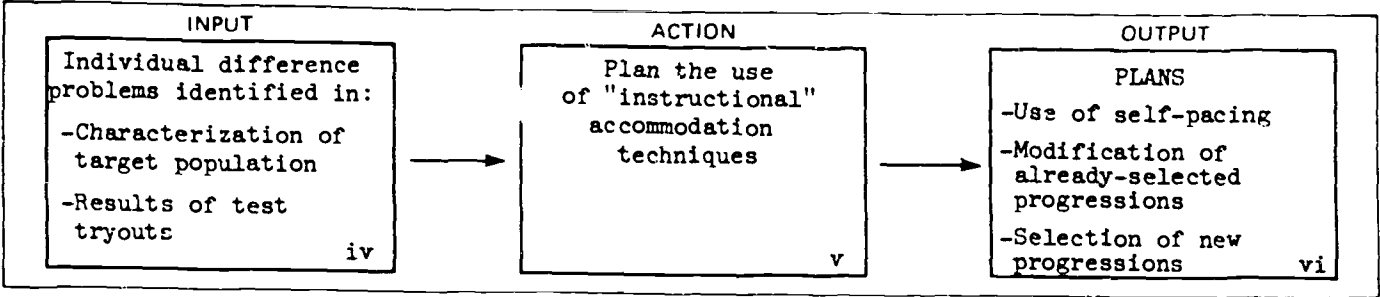 INPUT
Individual difference
problems identified in:
-Characterization of
target population
-Results of test
tryouts
iv
ACTION
Plan the use
of "instructional"
accommodation
techniques
v
OUTPUT
PLANS
-Use of self-pacing
-Modification of
already-selected
progressions
-Selection of new
progressions
vi